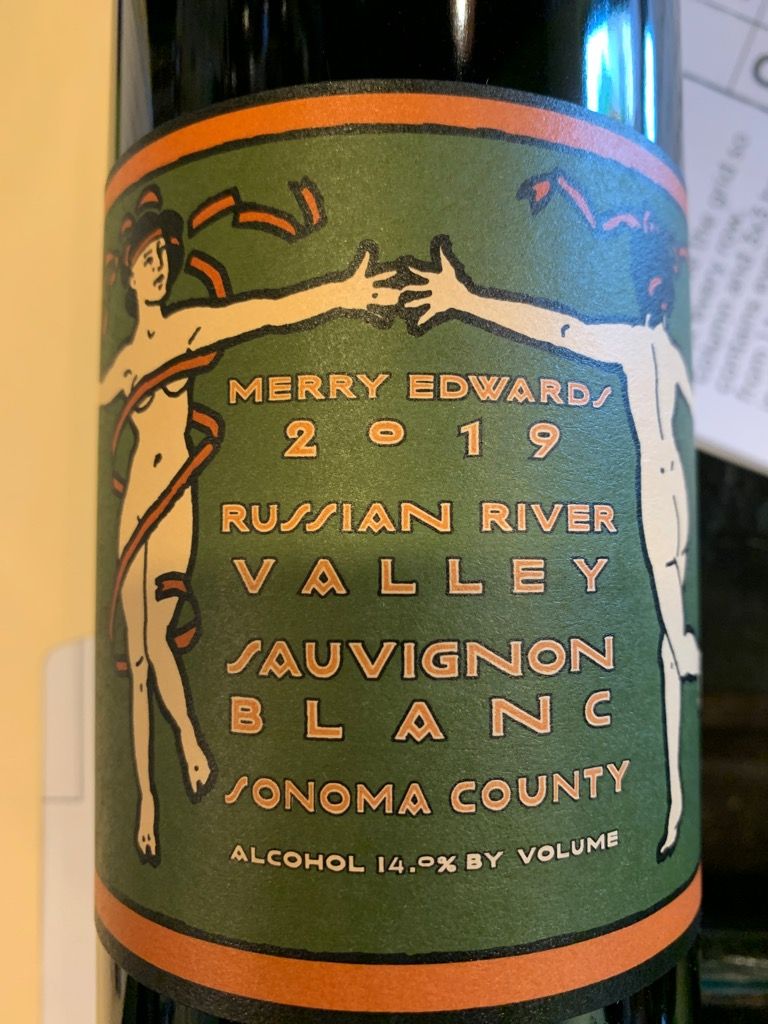 MERRY EDWARDS
2019
RUSSIAN RIVER
VALLEY
SAUVIGNON
BLANC
SONOMA COUNTY
ALCOHOL 14.0% BY VOLUME